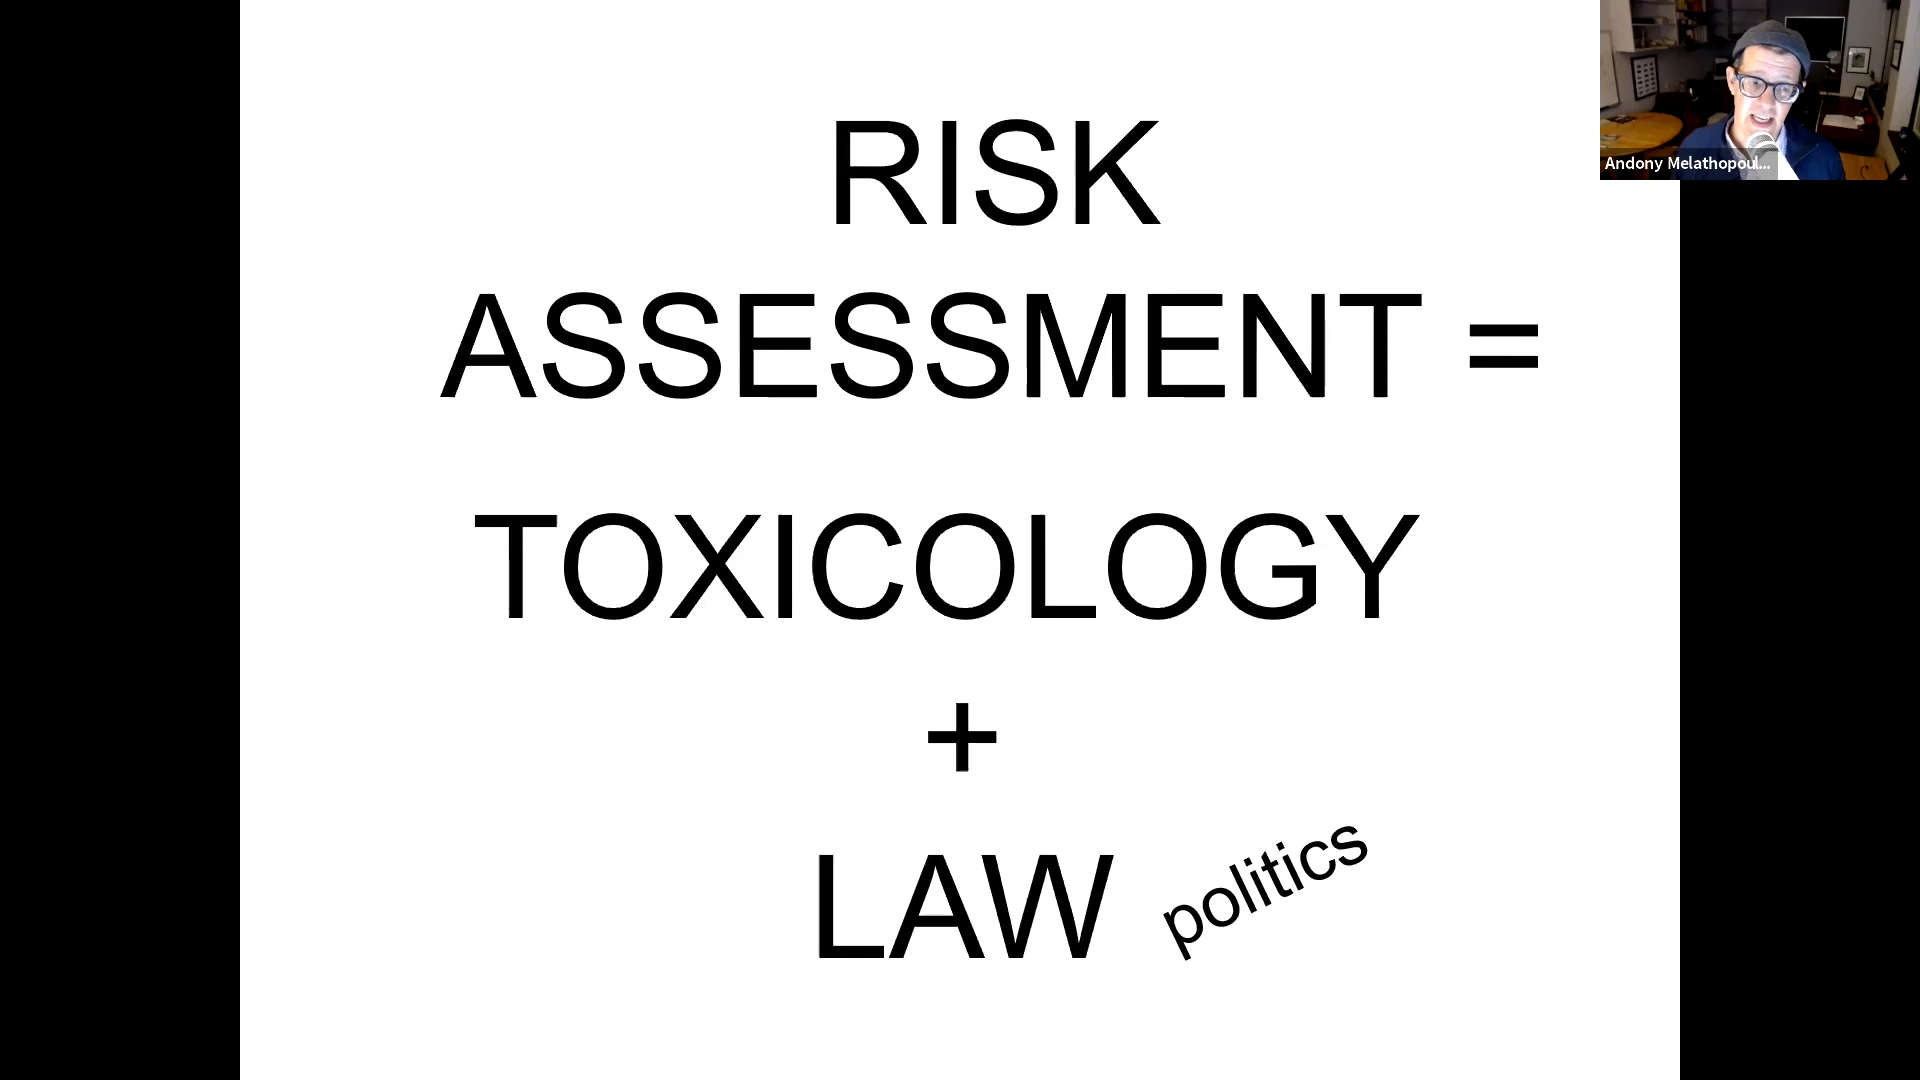 RISK
ASSESSMENT =
TOXICOLOGY
+
LAW politics
Andony Melathopoul...